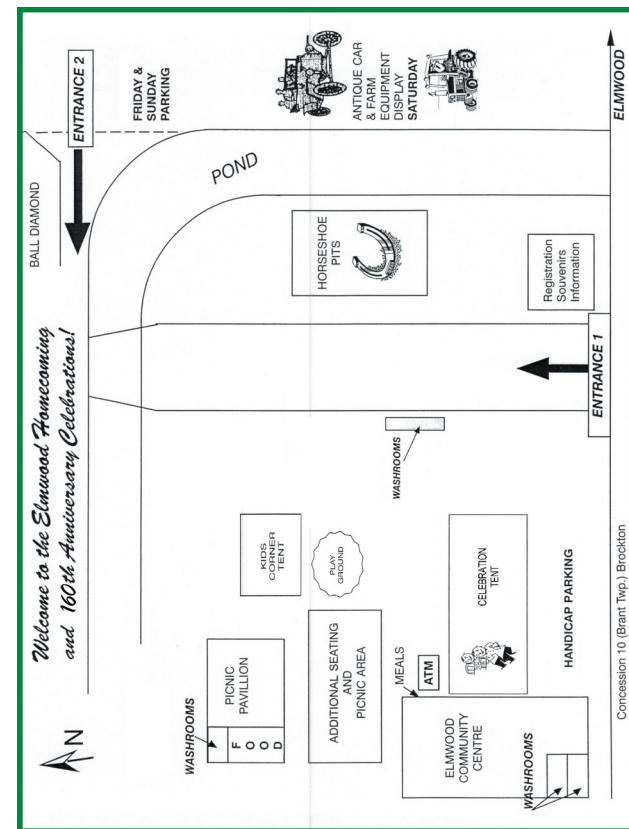 Welcome to the Elmwood Homecoming
and 160th Anniversary Celebrations!
N
BALL DIAMOND
ENTRANCE 2
FRIDAY &
SUNDAY
PARKING
POND
ANTIQUE CAR
& FARM
EQUIPMENT
DISPLAY
SATURDAY
HORSESHOE
PITS
Registration
Souvenirs
Information
ELMWOOD
ENTRANCE 1
WASHROOMS
KIDS
CORNER
TENT
PLAY
GROUND
PICNIC
PAVILLION
WASHROOMS
F
O
O
D
ADDITIONAL SEATING
AND
PICNIC AREA
MEALS
ATM
CELEBRATION
TENT
ELMWOOD
COMMUNITY
CENTRE
WASHROOMS
HANDICAP PARKING
Concession 10 (Brant Twp.) Brockton